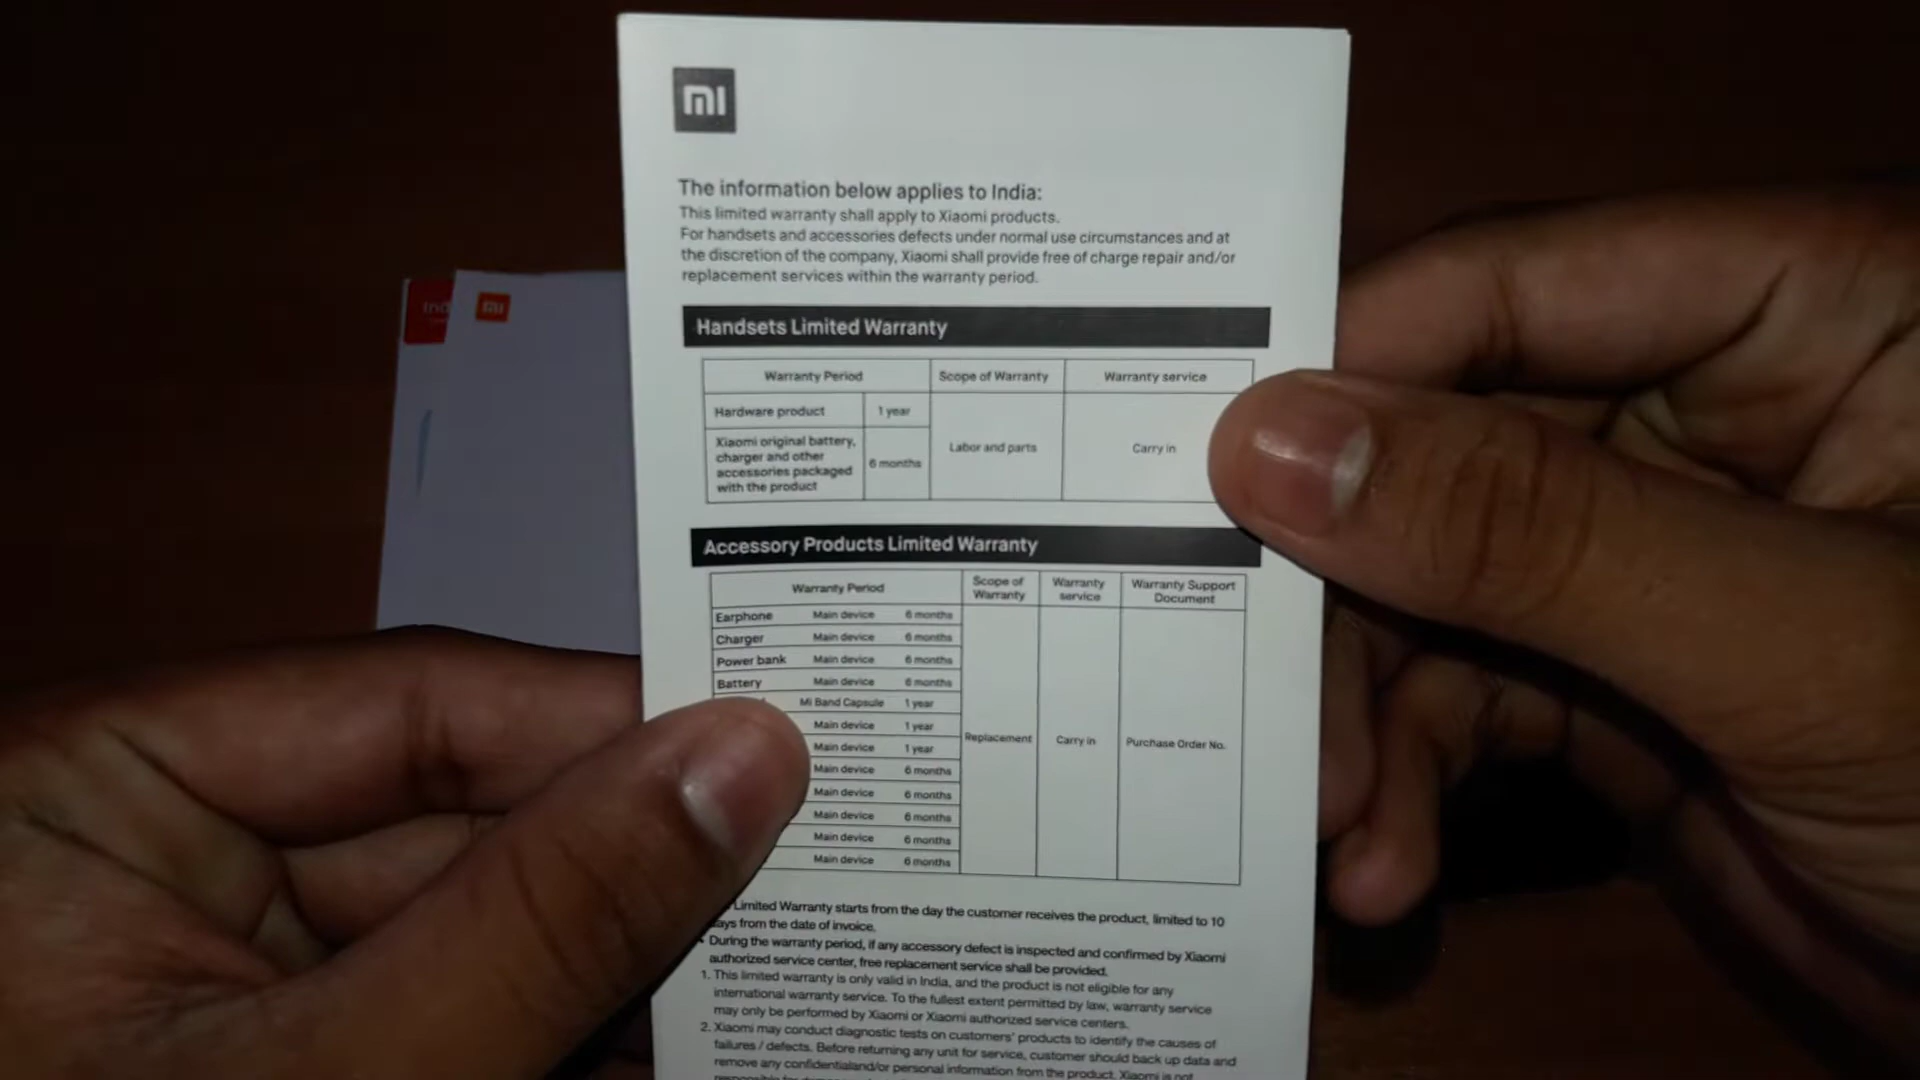 mi
The information below applies to India:
This limited warranty shall apply to Xiaomi products.
For handsets and accessories defects under normal use circumstances and at
the discretion of the company, Xiaomi shall provide free of charge repair and/or
replacement services within the warranty period.
mi
Handsets Limited Warranty
Warranty Period Scope of Warranty Warranty service
Hardware product 1 year
Xiaomi original battery,
charger and other
accessories packaged
with the product
6 months
Labor and parts
Carry in
Accessory Products Limited Warranty
Warranty Period
Scope of
Warranty
Warranty
service
Warranty Support
Document
Earphone Main device 6 months
Charger Main device 6 months
Power bank Main device 6 months
Battery Main device 6 months
Mi Band Capsule 1 year
Main device 1 year
Main device 1 year
Main device 6 months
Main device 6 months
Main device 6 months
Main device 6 months
Main device 6 months
Replacement
Carry in
Purchase Order No.
Limited Warranty starts from the day the customer receives the product, limited to 10
from the date of invoice.
• During the warranty period, if any accessory defect is inspected and confirmed by Xiaomi
authorized service center, free replacement service shall be provided.
1. This limited warranty is only valid in India, and the product is not eligible for any
international warranty service. To the fullest extent permitted by law, warranty service
may only be performed by Xiaomi or Xiaomi authorized service centers.
2. Xiaomi may conduct diagnostic tests on customers' products to identify the causes of
failures / defects. Before returning any unit for service, customer should back up data and
remove any confidentialand/or personal information from the product. Xiaomi is not